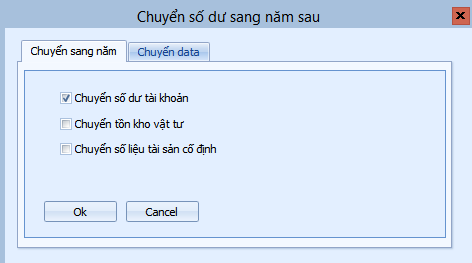 Chuyển số dư sang năm sau
Chuyển sang năm
Chuyển data
Chuyển số dư tài khoản
Chuyển tồn kho vật tư
Chuyển số liệu tài sản cố định
Ok
Cancel